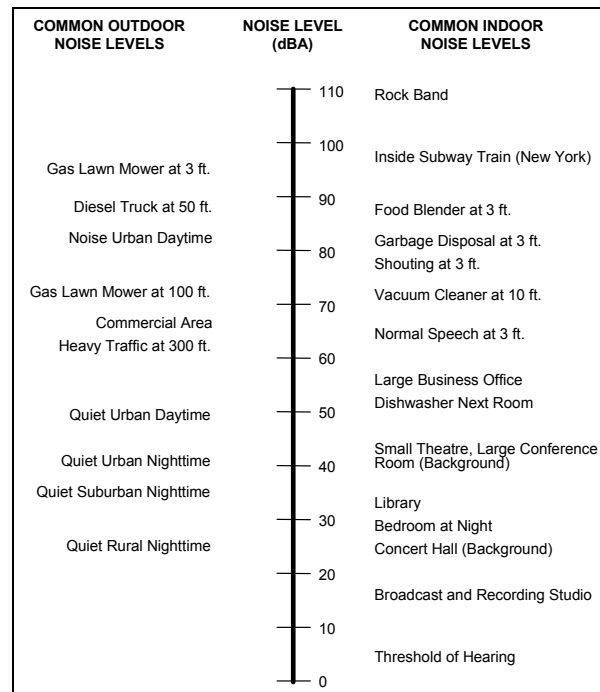 COMMON OUTDOOR
NOISE LEVELS
NOISE LEVEL
(dBA)
COMMON INDOOR
NOISE LEVELS
110
Rock Band
100
Inside Subway Train (New York)
Gas Lawn Mower at 3 ft.
90
Diesel Truck at 50 ft.
Food Blender at 3 ft.
Noise Urban Daytime
Garbage Disposal at 3 ft.
80
Shouting at 3 ft.
Gas Lawn Mower at 100 ft.
Vacuum Cleaner at 10 ft.
70
Commercial Area
Normal Speech at 3 ft.
Heavy Traffic at 300 ft.
60
Large Business Office
Dishwasher Next Room
50
Quiet Urban Daytime
Small Theatre, Large Conference
Room (Background)
Quiet Urban Nighttime
40
Quiet Suburban Nighttime
Library
30
Bedroom at Night
Quiet Rural Nighttime
Concert Hall (Background)
20
Broadcast and Recording Studio
10
Threshold of Hearing
0